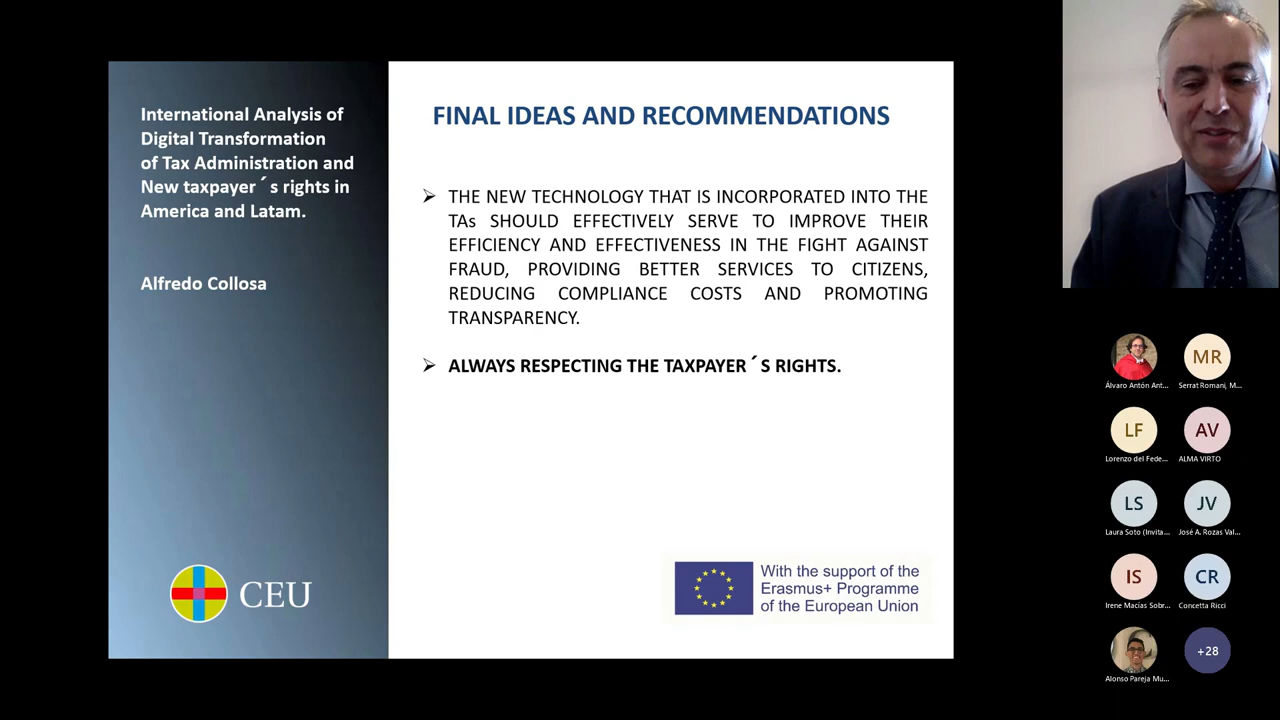 International Analysis of
Digital Transformation
of Tax Administration and
New taxpayer ´s rights in
America and Latam.
Alfredo Collosa
CEU
FINAL IDEAS AND RECOMMENDATIONS
THE NEW TECHNOLOGY THAT IS INCORPORATED INTO THE
TAs SHOULD EFFECTIVELY SERVE TO IMPROVE THEIR
EFFICIENCY AND EFFECTIVENESS IN THE FIGHT AGAINST
FRAUD, PROVIDING BETTER SERVICES TO CITIZENS,
REDUCING COMPLIANCE COSTS AND PROMOTING
TRANSPARENCY.
ALWAYS RESPECTING THE TAXPAYER ´S RIGHTS.
With the support of the
Erasmus+ Programme
of the European Union
MR
Álvaro Antón Ant...
Serrat Romani, M...
LF
AV
Lorenzo del Fede...
ALMA VIRTO
LS
JV
Laura Soto (Invita...
José A. Rozas Val...
IS
CR
Irene Macías Sobr...
Concetta Ricci
+28
Alonso Pareja Mu...